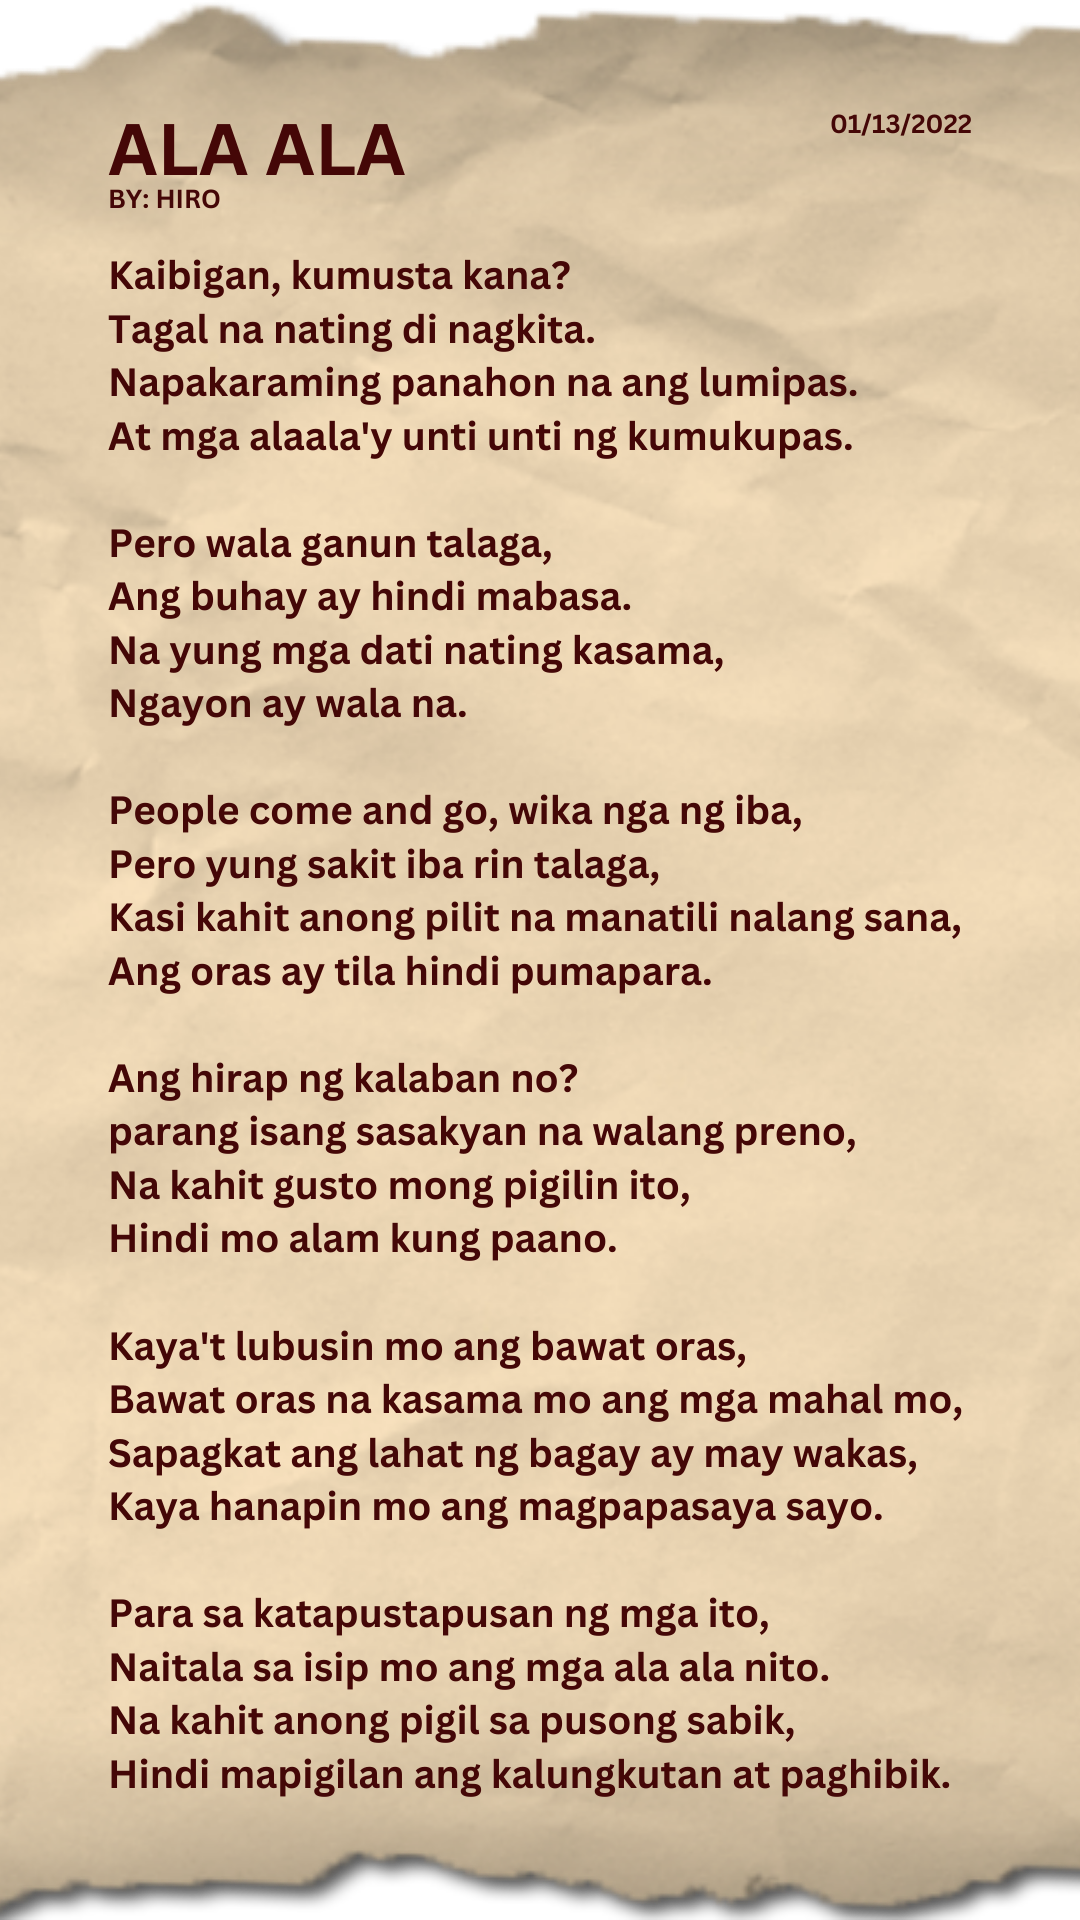 ALA ALA
01/13/2022
BY: HIRO
Kaibigan, kumusta kana?
Tagal na nating di nagkita.
Napakaraming panahon na ang lumipas.
At mga alaala'y unti unti ng kumukupas.
Pero wala ganun talaga,
Ang buhay ay hindi mabasa.
Na yung mga dati nating kasama,
Ngayon ay wala na.
People come and go, wika nga ng iba,
Pero yung sakit iba rin talaga,
Kasi kahit anong pilit na manatili nalang sana,
Ang oras ay tila hindi pumapara.
Ang hirap ng kalaban no?
parang isang sasakyan na walang preno,
Na kahit gusto mong pigilin ito,
Hindi mo alam kung paano.
Kaya't lubusin mo ang bawat oras,
Bawat oras na kasama mo ang mga mahal mo,
Sapagkat ang lahat ng bagay ay may wakas,
Kaya hanapin mo ang magpapasaya sayo.
Para sa katapustapusan ng mga ito,
Naitala sa isip mo ang mga ala ala nito.
Na kahit anong pigil sa pusong sabik,
Hindi mapigilan ang kalungkutan at paghibik.